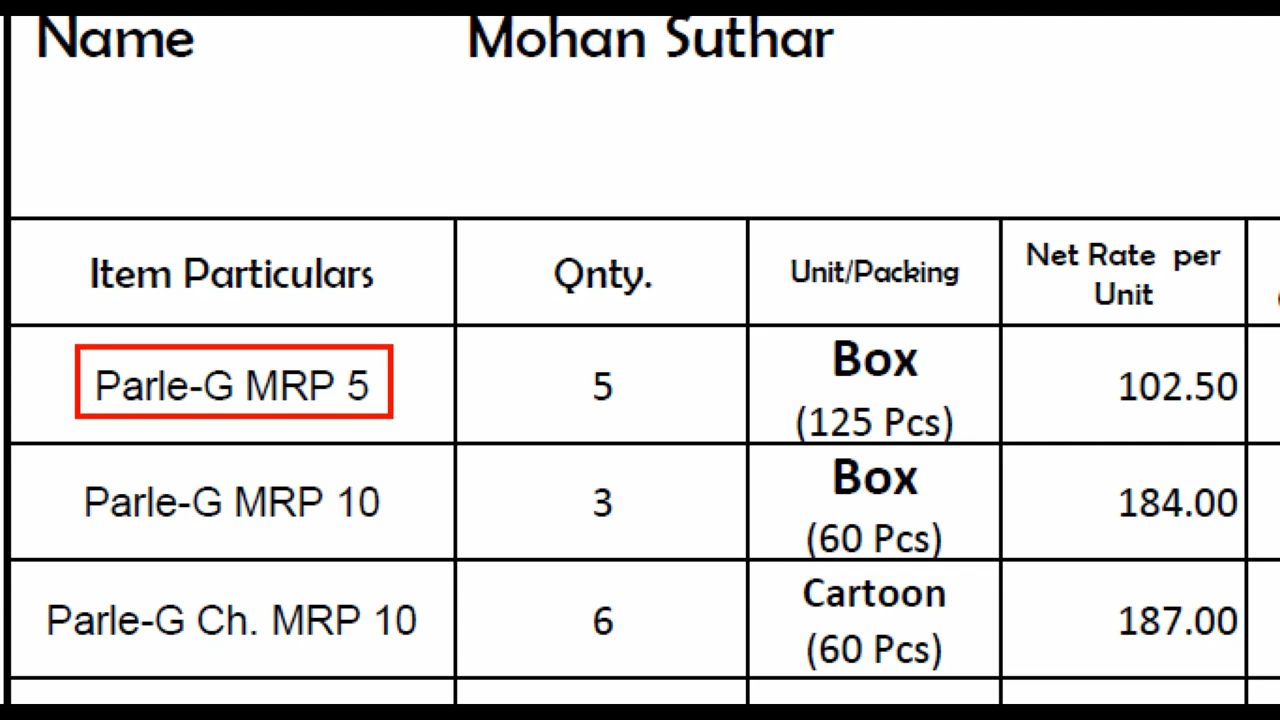 Name Mohan Suthar
Item Particulars Qnty. Unit/Packing Net Rate per Unit
Parle-G MRP 5 5 Box (125 Pcs) 102.50
Parle-G MRP 10 3 Box (60 Pcs) 184.00
Parle-G Ch. MRP 10 6 Cartoon (60 Pcs) 187.00